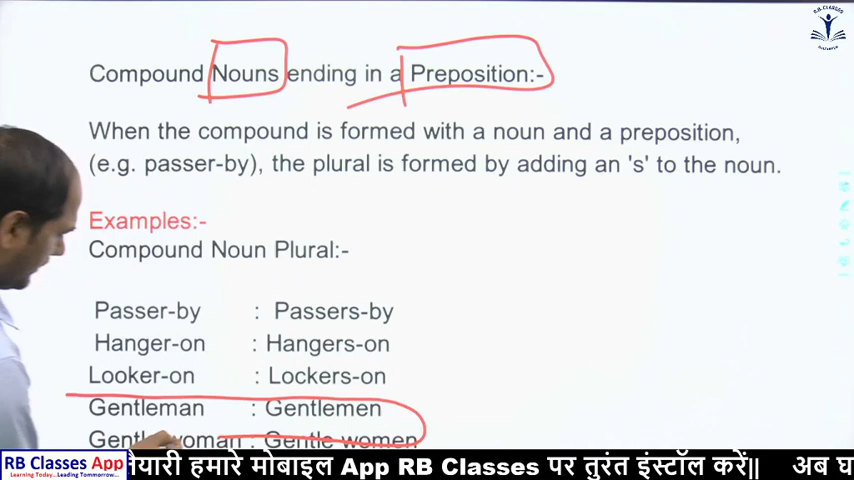 R.B. CLASSES
Compound Nouns ending in a Preposition:-
When the compound is formed with a noun and a preposition,
(e.g. passer-by), the plural is formed by adding an 's' to the noun.
Examples:-
Compound Noun Plural:-
Passer-by : Passers-by
Hanger-on : Hangers-on
Looker-on : Lockers-on
Gentleman : Gentlemen
Gentlewoman : Gentle women
RB Classes App
Learning Today...Leading Tomorrow...
तैयारी हमारे मोबाइल App RB Classes पर तुरंत इंस्टॉल करें|| अब घ